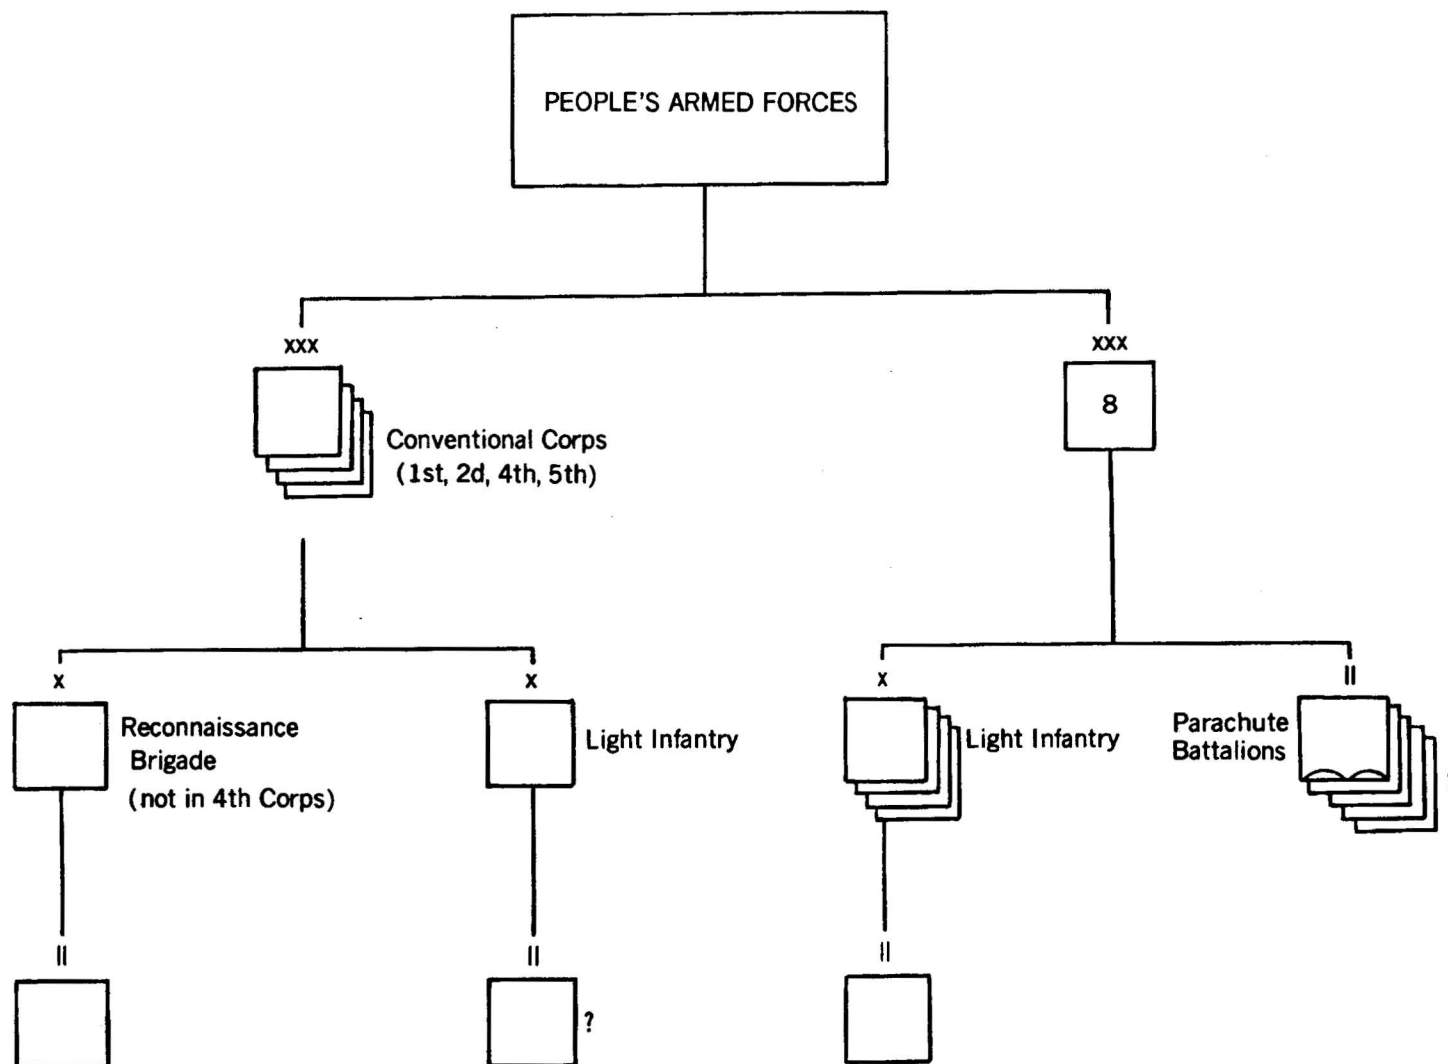 PEOPLE'S ARMED FORCES
xxx
xxx
8
Conventional Corps
(1st, 2d, 4th, 5th)
x
x
x
II
Reconnaissance
Brigade
(not in 4th Corps)
Light Infantry
Light Infantry
Parachute
Battalions
II
II
II
?